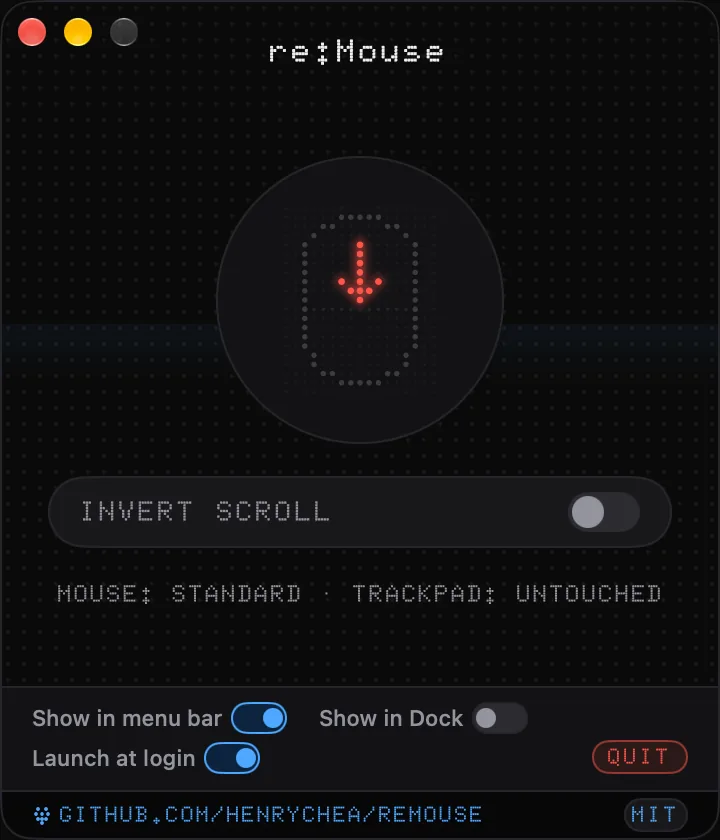 re:Mouse
INVERT SCROLL
MOUSE: STANDARD · TRACKPAD: UNTOUCHED
Show in menu bar Show in Dock
Launch at login QUIT
GITHUB.COM/HENRYCHEA/REMOUSE MIT